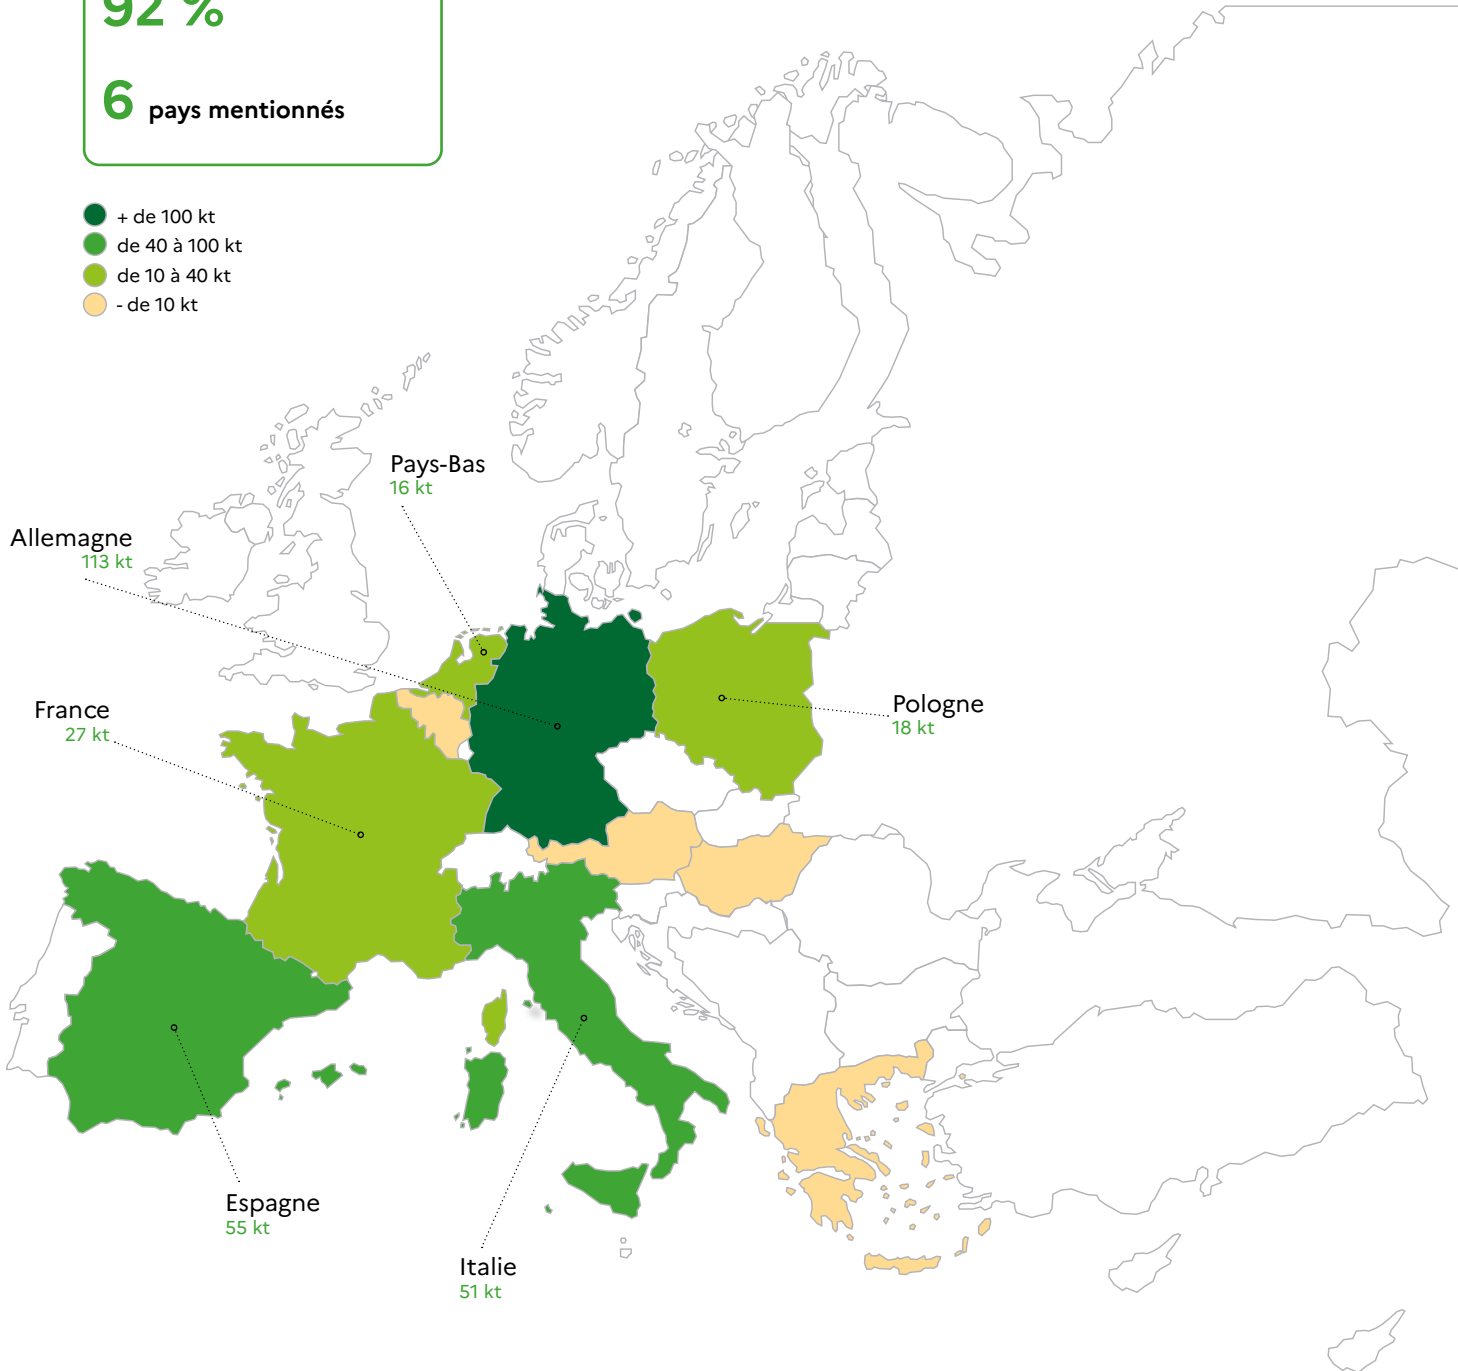 92 %
6 pays mentionnés
+ de 100 kt
de 40 à 100 kt
de 10 à 40 kt
- de 10 kt
Pays-Bas
16 kt
Allemagne
113 kt
France
27 kt
Pologne
18 kt
Espagne
55 kt
Italie
51 kt